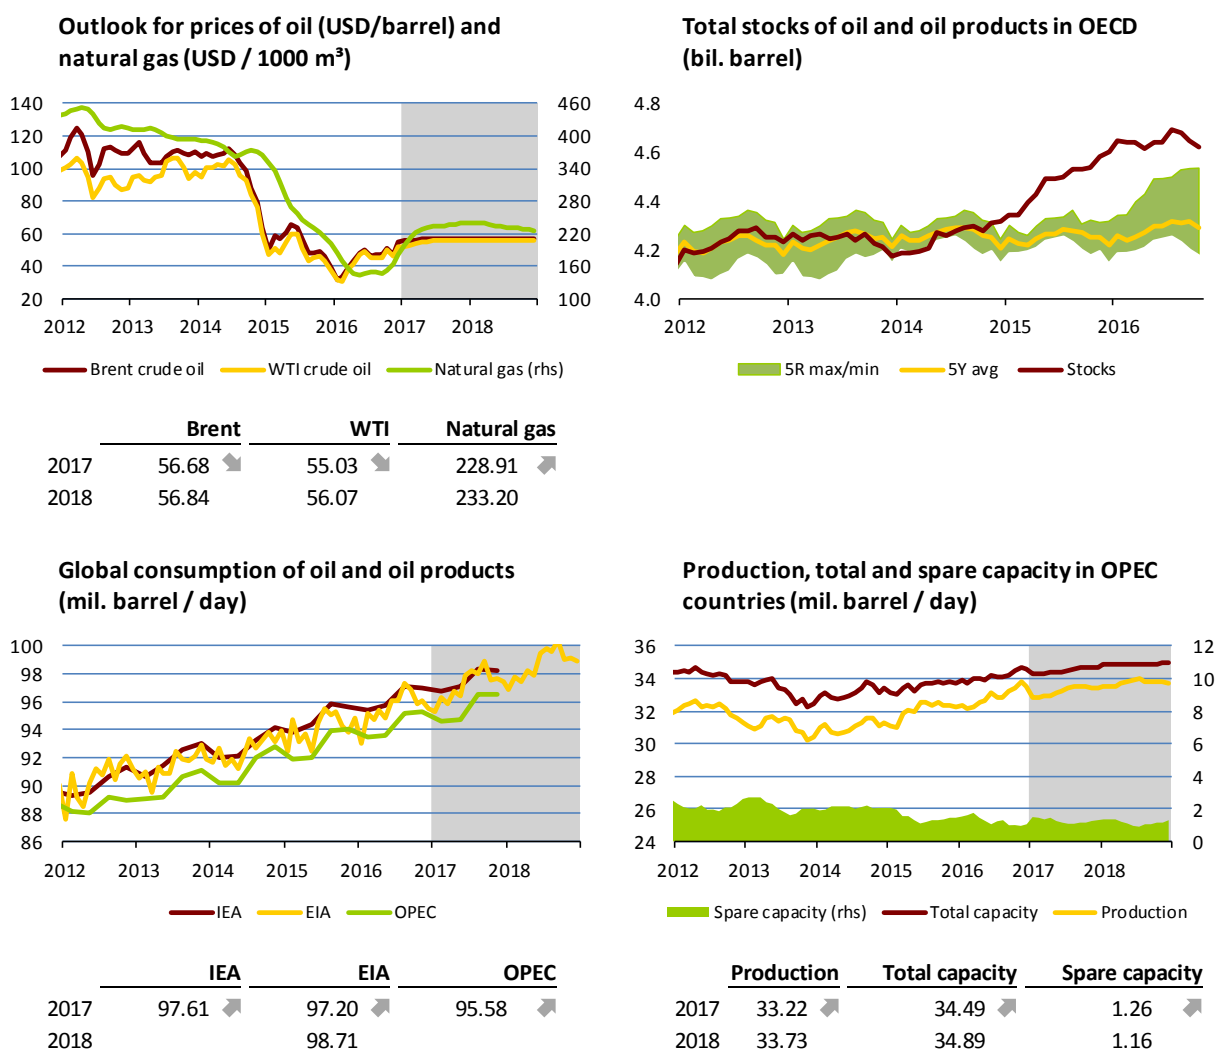 Outlook for prices of oil (USD/barrel) and
natural gas (USD / 1000 m³)
140 460
120 400
100 340
80 280
60 220
40 160
20 100
2012 2013 2014 2015 2016 2017 2018
Brent crude oil WTI crude oil Natural gas (rhs)
Brent WTI Natural gas
2017 56.68 55.03 228.91
2018 56.84 56.07 233.20
Total stocks of oil and oil products in OECD
(bil. barrel)
4.8
4.6
4.4
4.2
4.0
2012 2013 2014 2015 2016
5R max/min 5Y avg Stocks
Global consumption of oil and oil products
(mil. barrel / day)
100
98
96
94
92
90
88
86
2012 2013 2014 2015 2016 2017 2018
IEA EIA OPEC
IEA EIA OPEC
2017 97.61 97.20 95.58
2018 98.71
Production, total and spare capacity in OPEC
countries (mil. barrel / day)
36 12
34 10
32 8
30 6
28 4
26 2
24 0
2012 2013 2014 2015 2016 2017 2018
Spare capacity (rhs) Total capacity Production
Production Total capacity Spare capacity
2017 33.22 34.49 1.26
2018 33.73 34.89 1.16